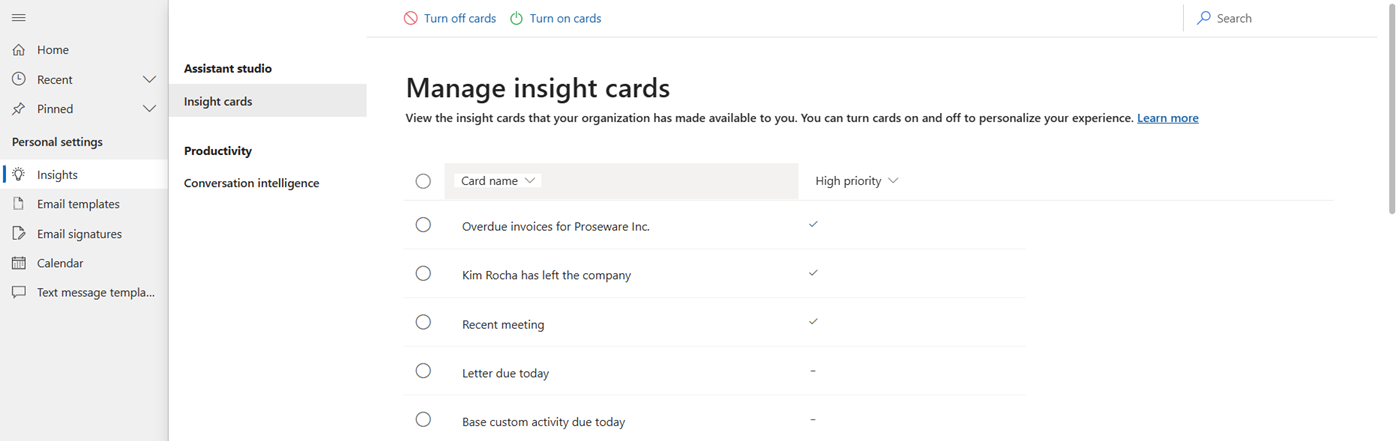 Turn off cards
Turn on cards
Search
Home
Recent
Pinned
Personal settings
Insights
Email templates
Email signatures
Calendar
Text message templa...
Assistant studio
Insight cards
Productivity
Conversation intelligence
Manage insight cards
View the insight cards that your organization has made available to you. You can turn cards on and off to personalize your experience. Learn more
Card name
High priority
Overdue invoices for Proseware Inc.
Kim Rocha has left the company
Recent meeting
Letter due today
–
Base custom activity due today
–